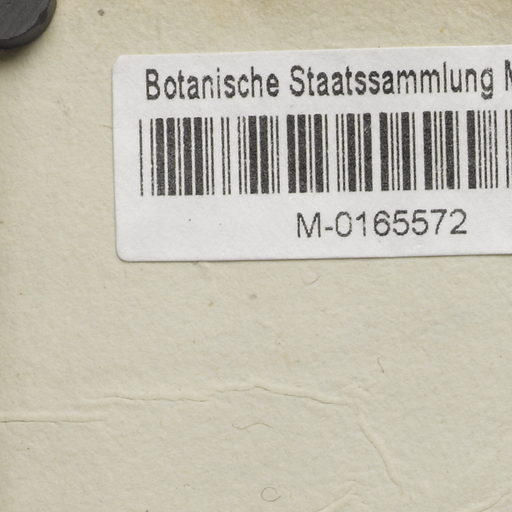 Botanische Staatssammlung
M-0165572